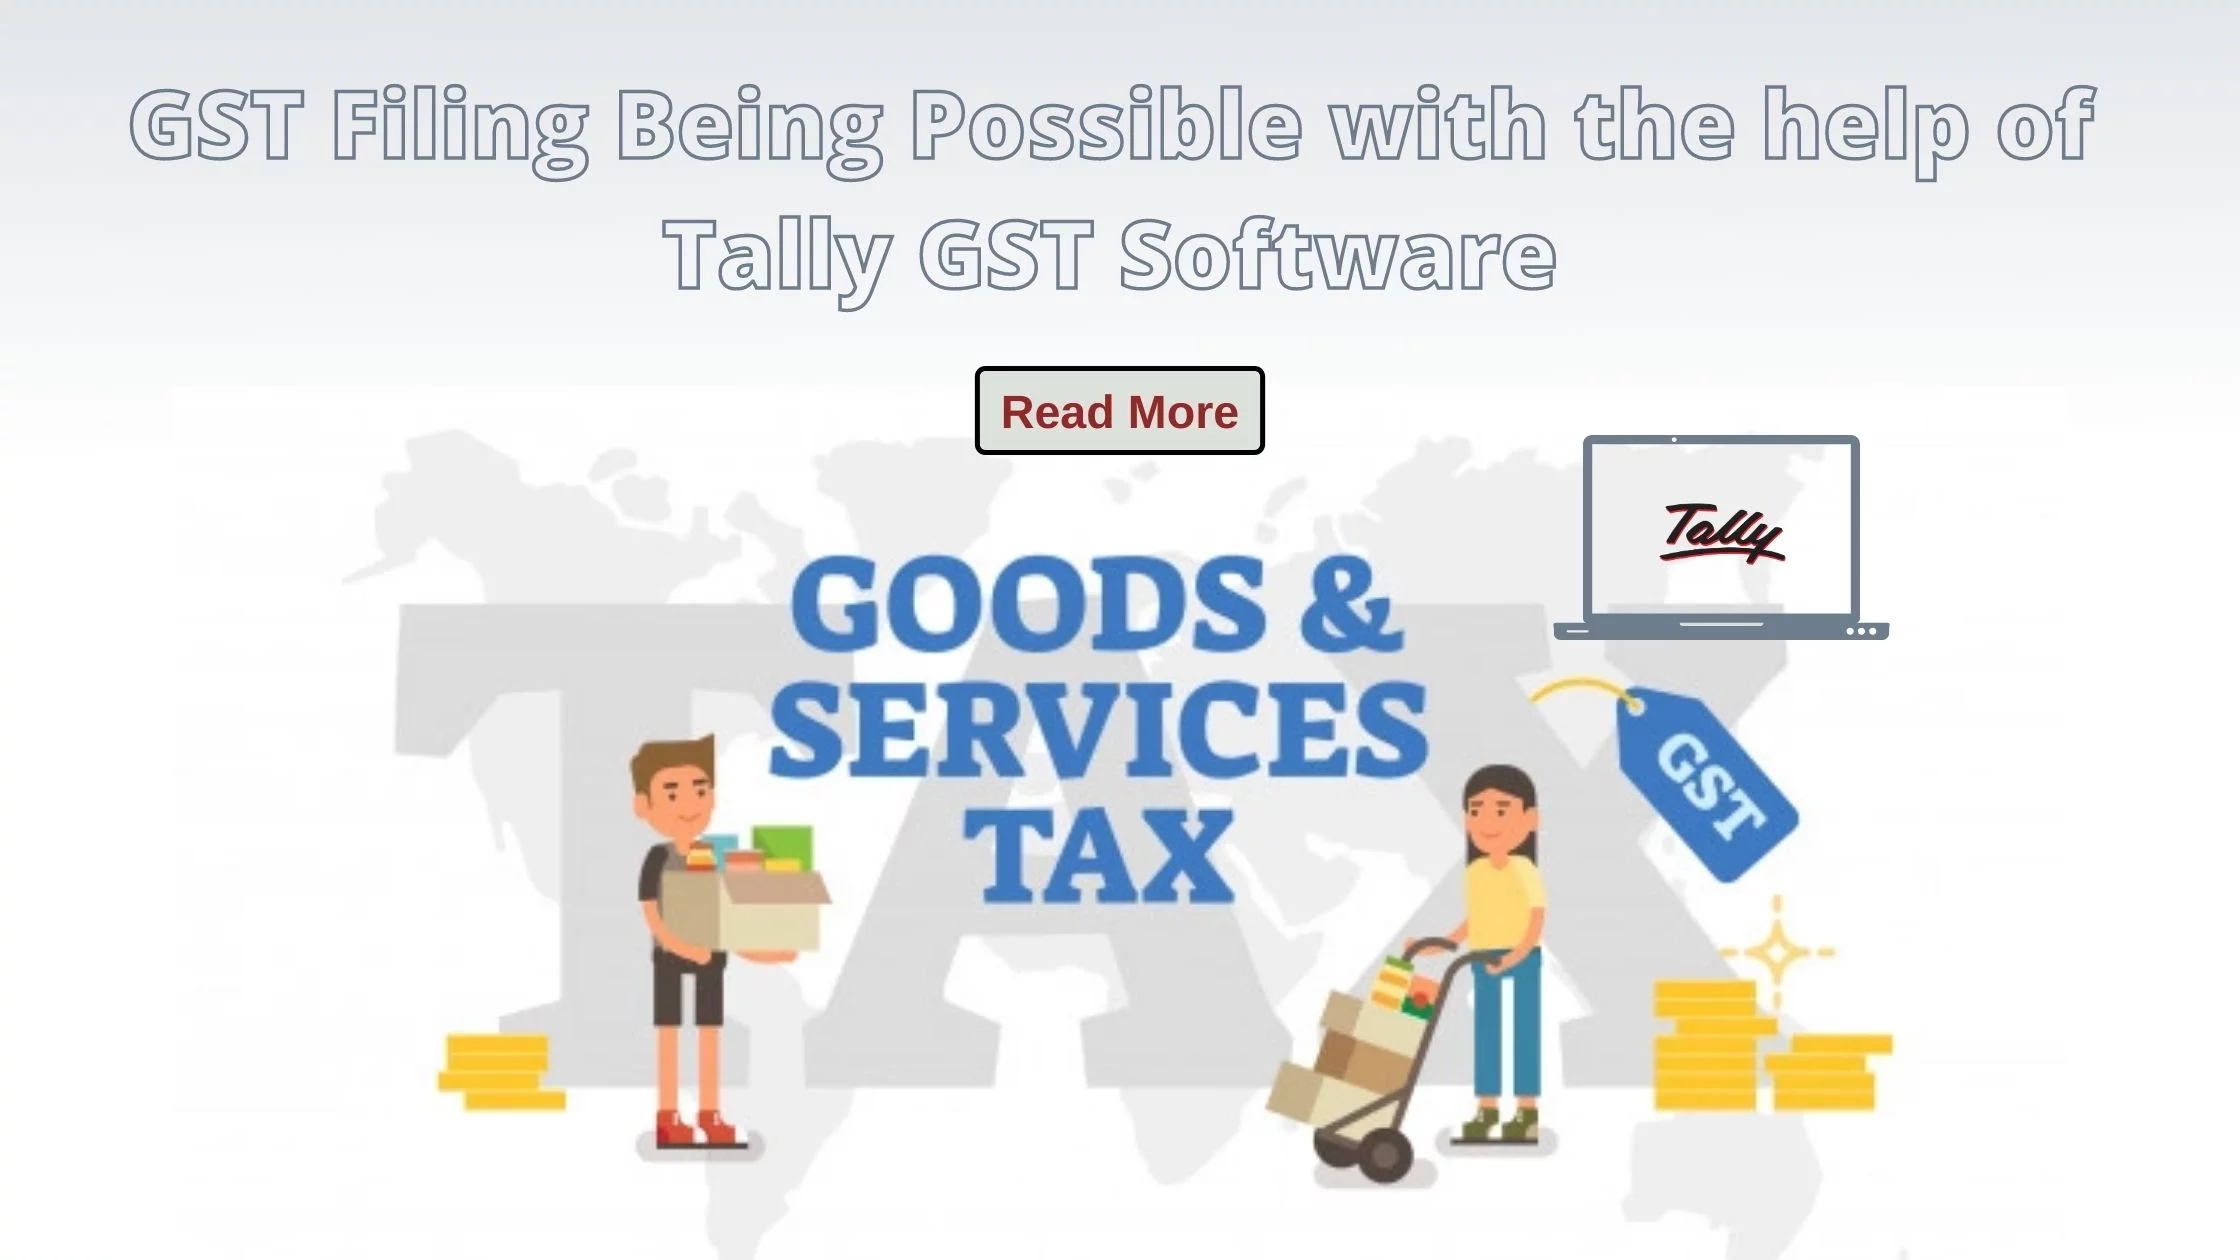 GST Filing Being Possible with the help of
Tally GST Software
Read More
Tally
GOODS &
SERVICES
TAX
GST
TAX